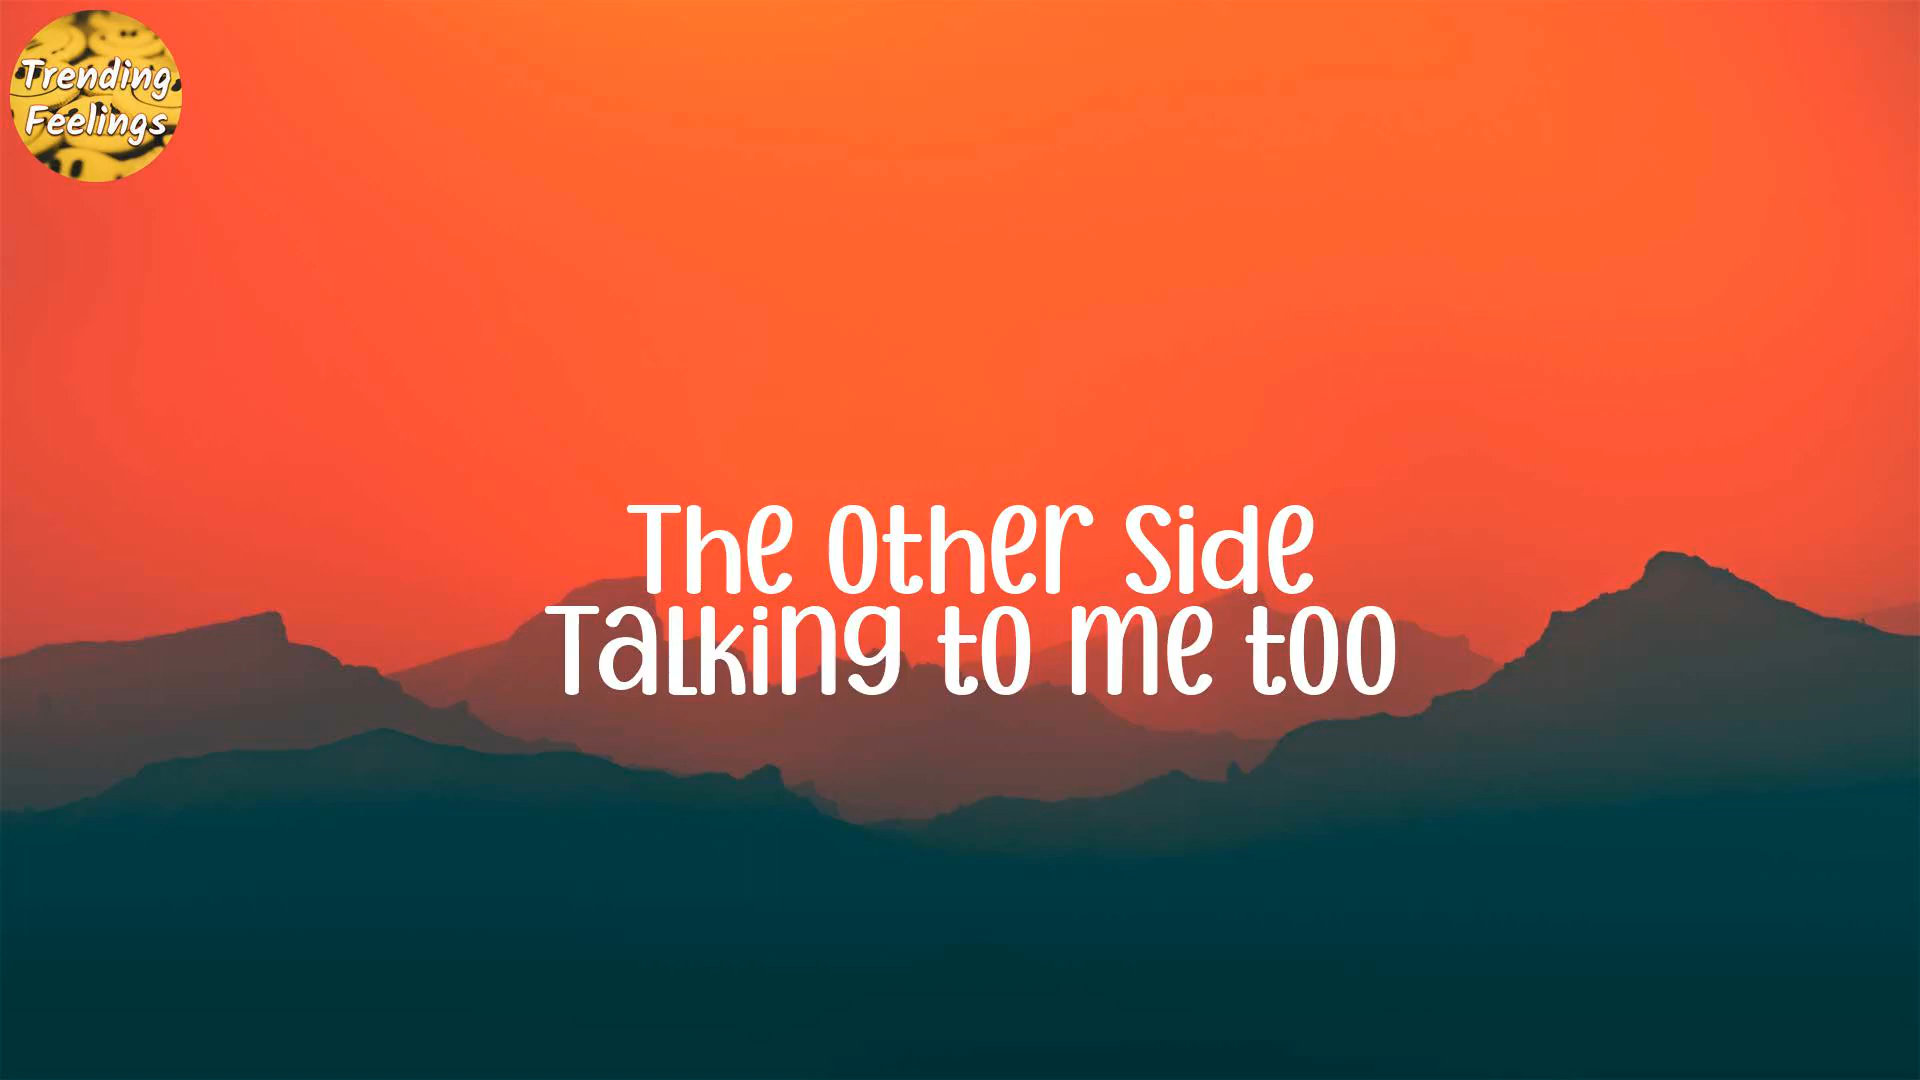 Trending
Feelings
The Other Side
Talking to me too